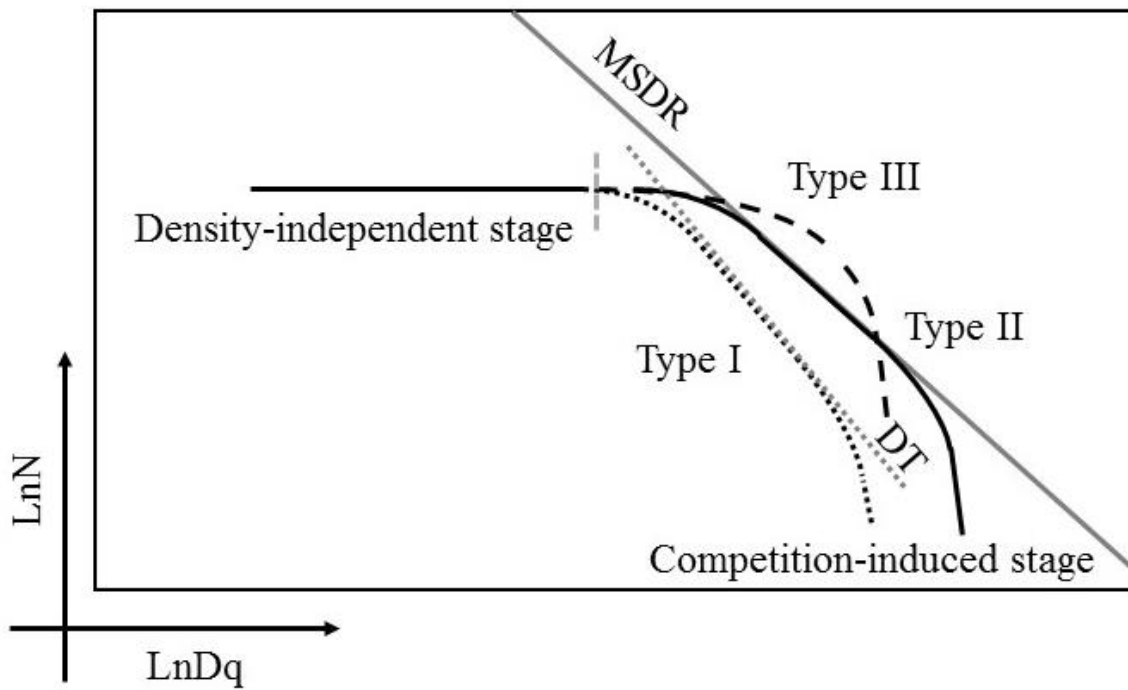 MSDR
Type III
Density-independent stage
Type II
Type I
DT
LnN
Competition-induced stage
LnDq